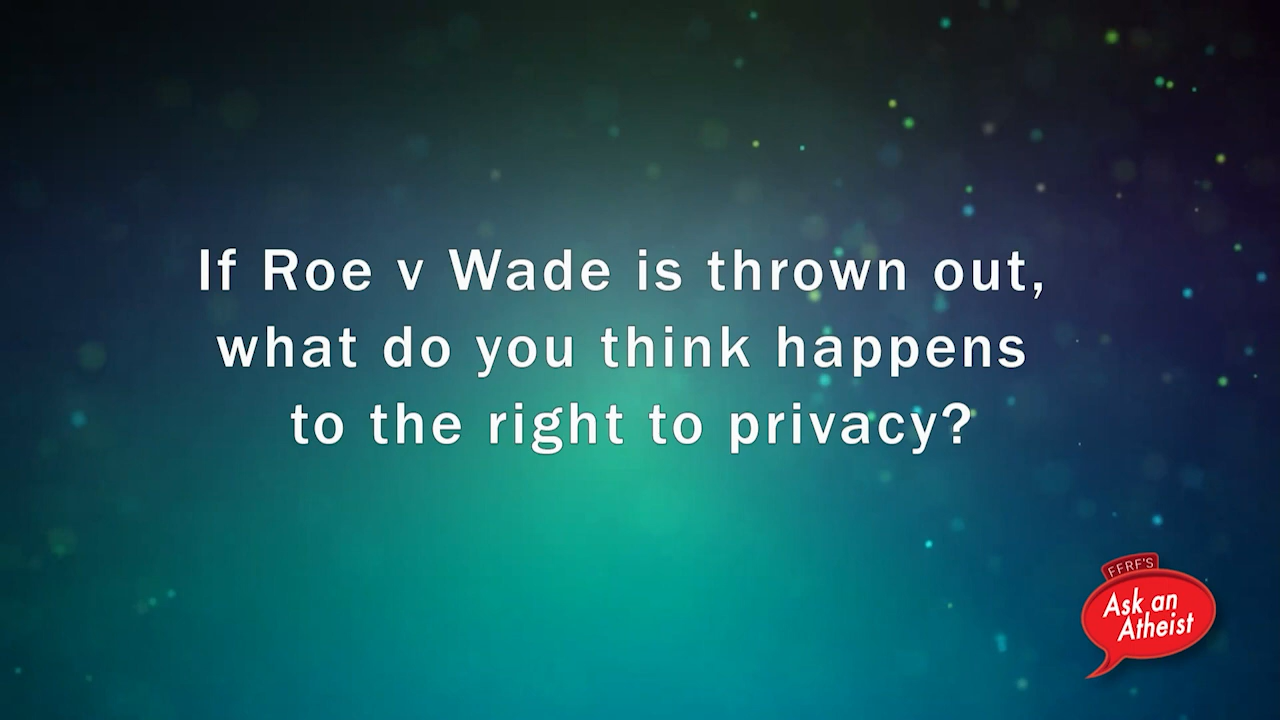 If Roe v Wade is thrown out,
what do you think happens
to the right to privacy?
FFRF'S
Ask an
Atheist